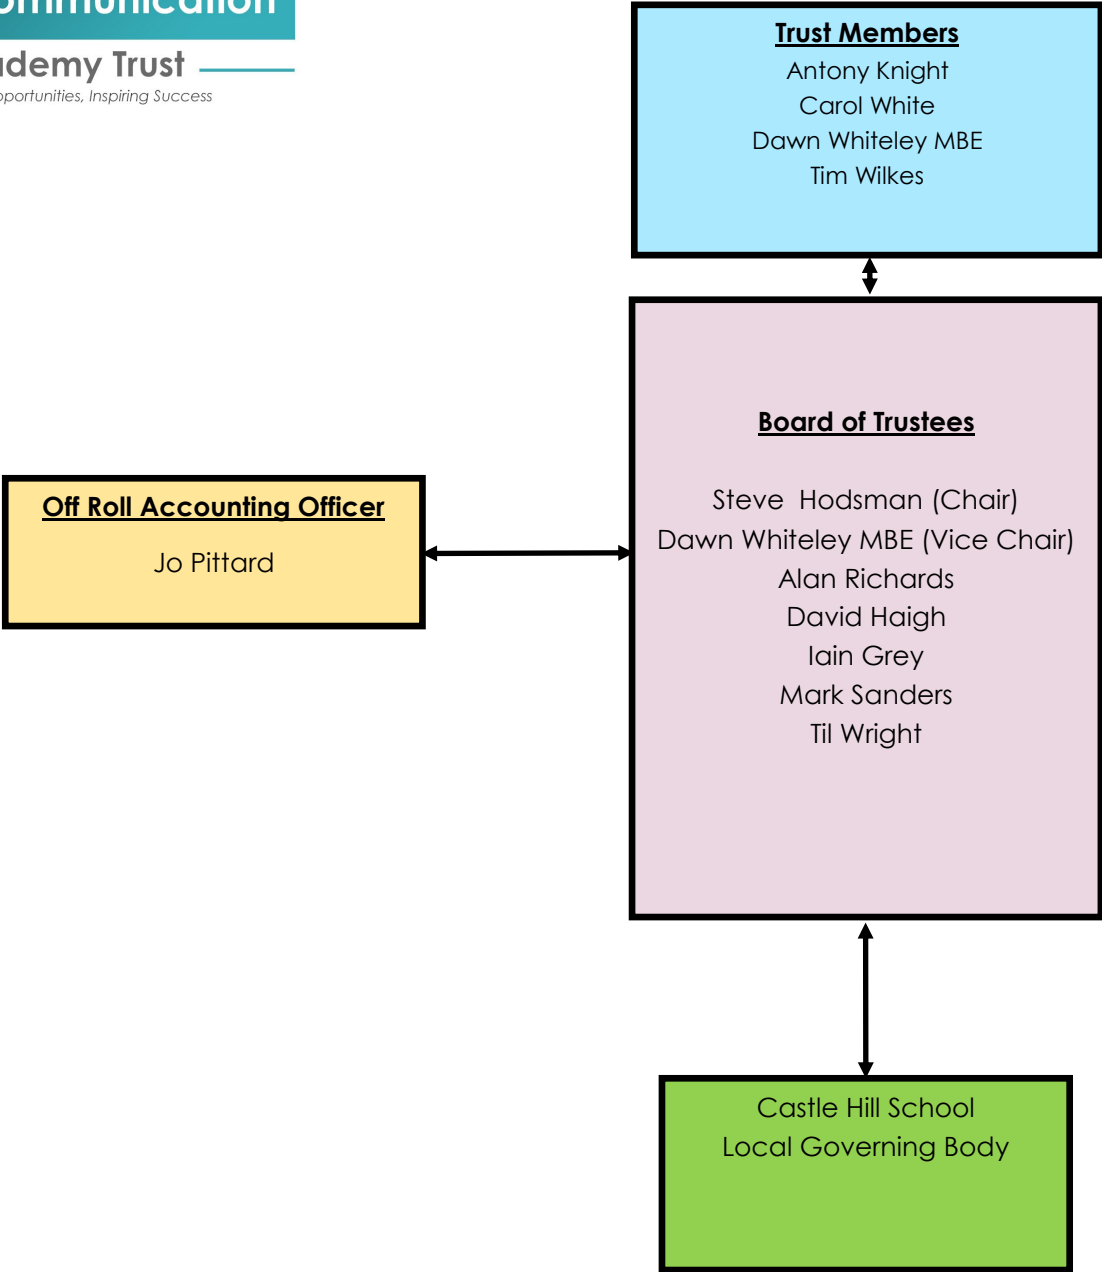 Academy Trust
Inspiring Success
Trust Members
Antony Knight
Carol White
Dawn Whiteley MBE
Tim Wilkes
Board of Trustees
Steve Hodsman (Chair)
Dawn Whiteley MBE (Vice Chair)
Alan Richards
David Haigh
Iain Grey
Mark Sanders
Til Wright
Off Roll Accounting Officer
Jo Pittard
Castle Hill School
Local Governing Body